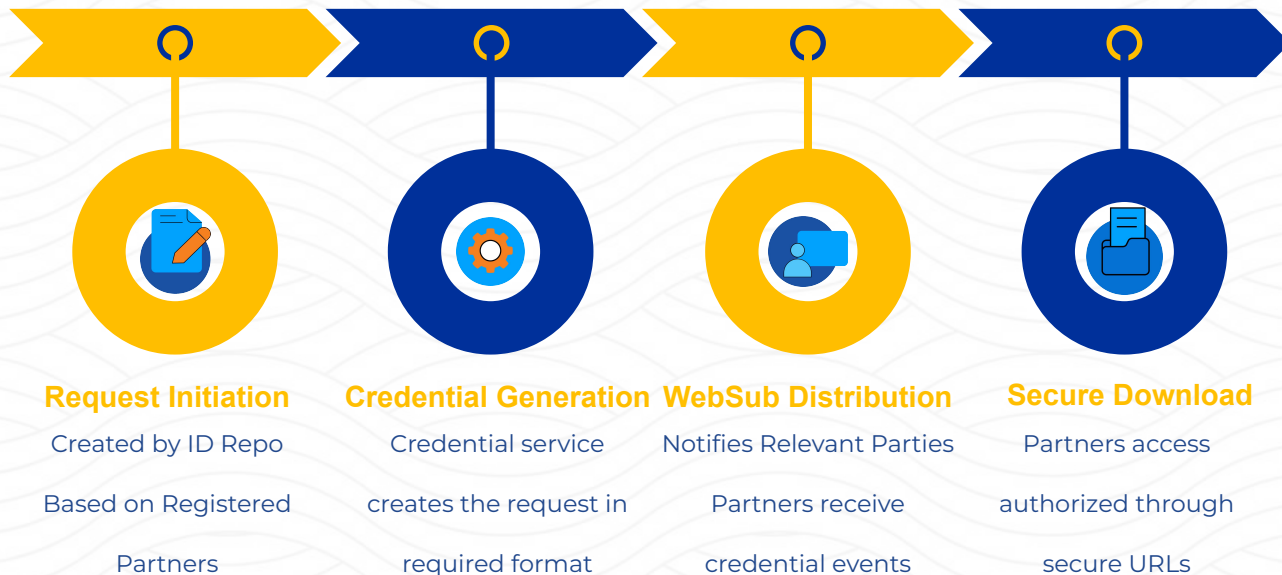 Request Initiation
Created by ID Repo
Based on Registered
Partners
Credential Generation
Credential service
creates the request in
required format
WebSub Distribution
Notifies Relevant Parties
Partners receive
credential events
Secure Download
Partners access
authorized through
secure URLs